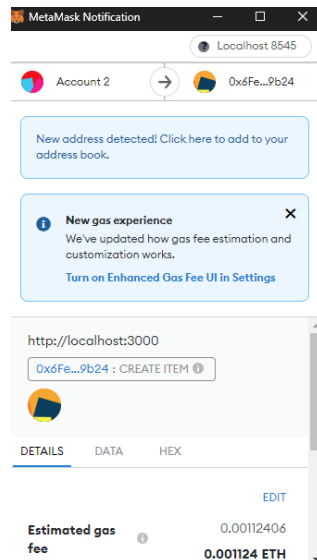 MetaMask Notification
Localhost 8545
Account 2
0x6Fe...9b24
New address detected! Click here to add to your
address book.
New gas experience
We've updated how gas fee estimation and
customization works.
Turn on Enhanced Gas Fee UI in Settings
http://localhost:3000
0x6Fe...9b24 : CREATE ITEM
DETAILS
DATA
HEX
EDIT
Estimated gas
fee
0.00112406
0.001124 ETH